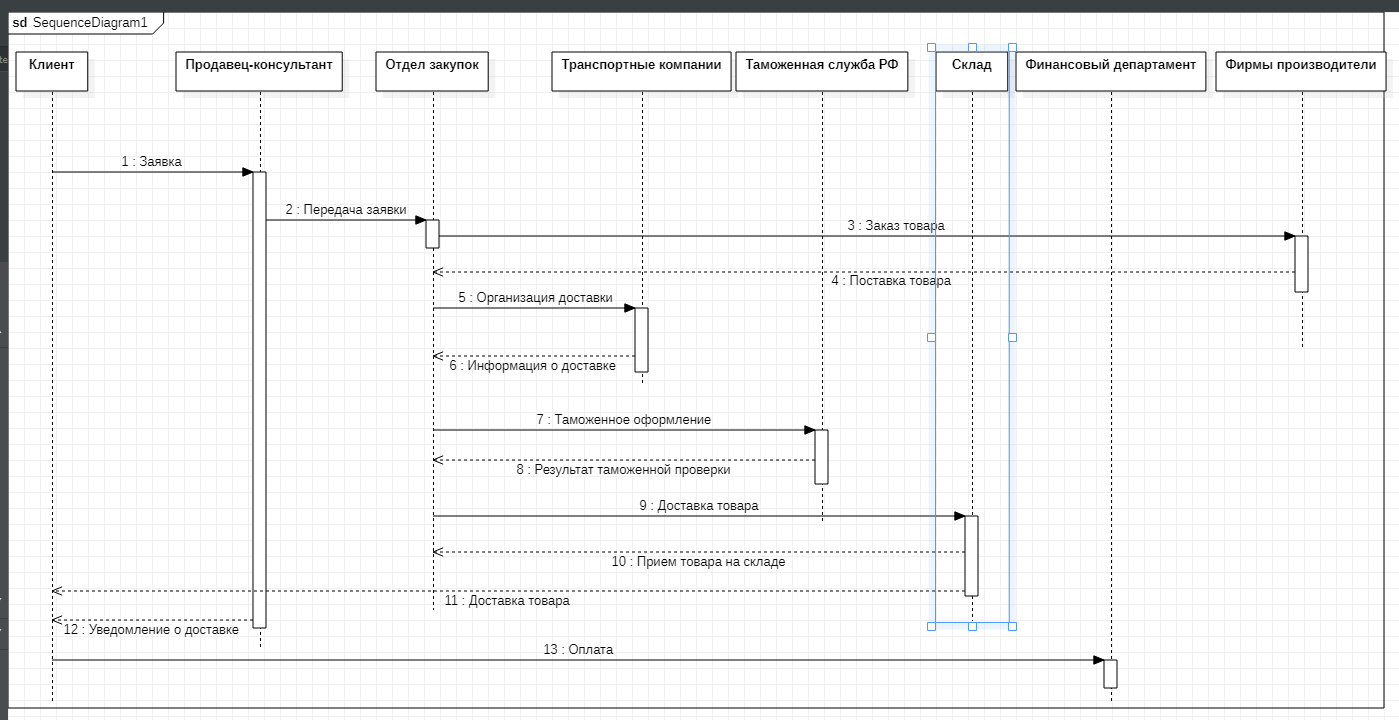 sd SequenceDiagram1
Клиент
Продавец-консультант
Отдел закупок
Транспортные компании
Таможенная служба РФ
Склад
Финансовый департамент
Фирмы производители
1 : Заявка
2 : Передача заявки
3 : Заказ товара
4 : Поставка товара
5 : Организация доставки
6 : Информация о доставке
7 : Таможенное оформление
8 : Результат таможенной проверки
9 : Доставка товара
10 : Прием товара на складе
11 : Доставка товара
12 : Уведомление о доставке
13 : Оплата